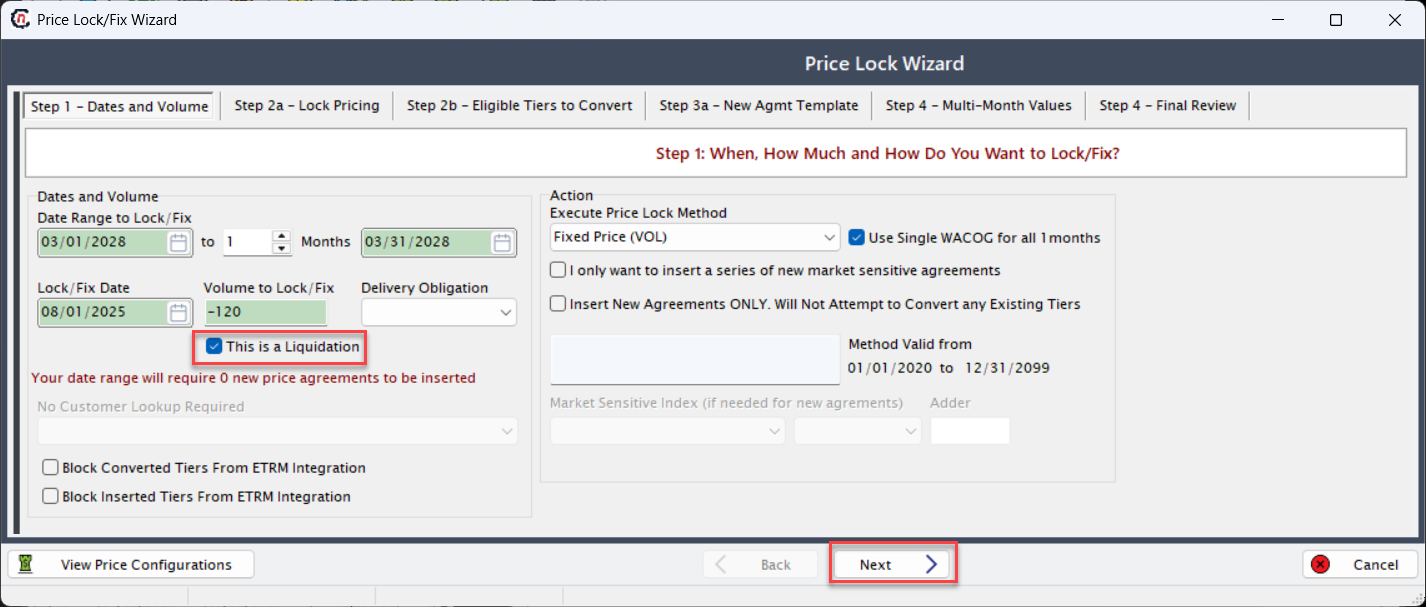 Price Lock/Fix Wizard
Price Lock Wizard
Step 1 - Dates and Volume
Step 2a - Lock Pricing
Step 2b - Eligible Tiers to Convert
Step 3a - New Agmt Template
Step 4 - Multi-Month Values
Step 4 - Final Review
Step 1: When, How Much and How Do You Want to Lock/Fix?
Dates and Volume
Date Range to Lock/Fix
03/01/2028 to 1 Months 03/31/2028
Lock/Fix Date Volume to Lock/Fix Delivery Obligation
08/01/2025 -120
This is a Liquidation
Your date range will require 0 new price agreements to be inserted
No Customer Lookup Required
Block Converted Tiers From ETRM Integration
Block Inserted Tiers From ETRM Integration
Action
Execute Price Lock Method
Fixed Price (VOL) Use Single WACOG for all 1months
I only want to insert a series of new market sensitive agreements
Insert New Agreements ONLY. Will Not Attempt to Convert any Existing Tiers
Method Valid from
01/01/2020 to 12/31/2099
Market Sensitive Index (if needed for new agrements) Adder
View Price Configurations
Back
Next
Cancel